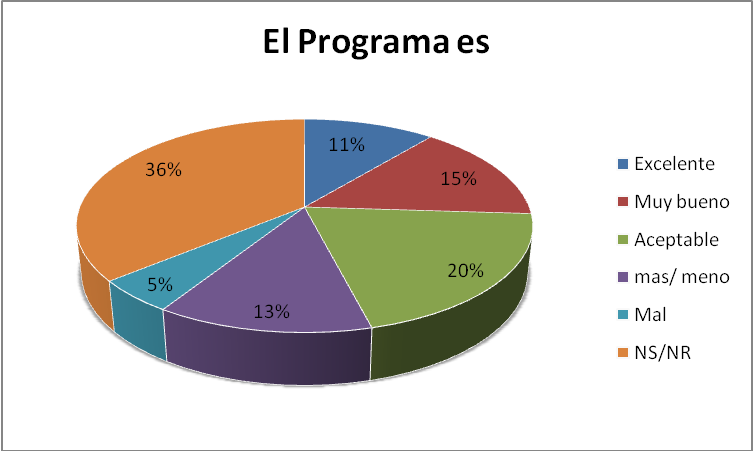 El Programa es
11%
15%
20%
13%
5%
36%
Excelente
Muy bueno
Aceptable
mas/ meno
Mal
NS/NR